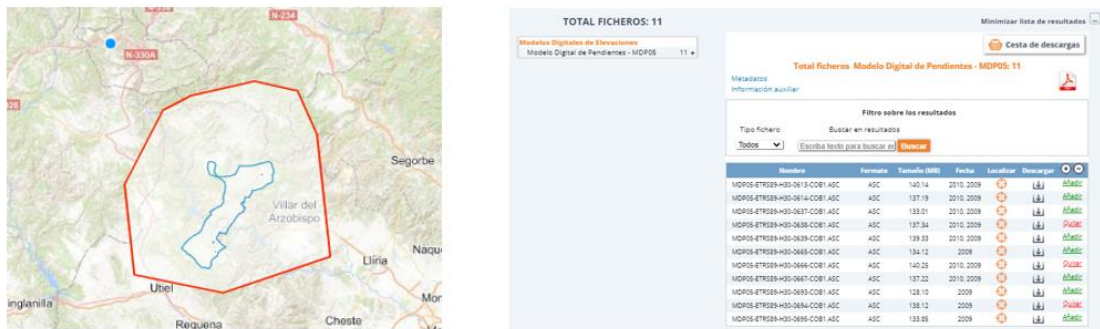 N-234
N-330A
Segorbe
Villar del
Arzobispo
Naqu
Llíria
Utiel
inglanilla
Mor
Cheste
Requena
TOTAL FICHEROS: 11
Minimizar lista de resultados
Modelos Digitales de Elevaciones
Modelo Digital de Pendientes - MDP05 11 +
Cesta de descargas
Total ficheros Modelo Digital de Pendientes - MDP05: 11
Metadatos
Información auxiliar
Filtro sobre los resultados
Tipo fichero Buscar en resultados
Todos Escriba texto para buscar en Buscar
Nombre Formato Tamaño (MB) Fecha Localizar Descargar
MDP05-ETRS89-H30-0613-COB1.ASC ASC 140.14 2010, 2009 Añadir
MDP05-ETRS89-H30-0614-COB1.ASC ASC 137.19 2010, 2009 Añadir
MDP05-ETRS89-H30-0637-COB1.ASC ASC 133.01 2010, 2009 Añadir
MDP05-ETRS89-H30-0638-COB1.ASC ASC 137.34 2010, 2009 Quitar
MDP05-ETRS89-H30-0639-COB1.ASC ASC 139.33 2010, 2009 Añadir
MDP05-ETRS89-H30-0665-COB1.ASC ASC 134.12 2009 Añadir
MDP05-ETRS89-H30-0666-COB1.ASC ASC 140.25 2010, 2009 Quitar
MDP05-ETRS89-H30-0667-COB1.ASC ASC 137.22 2010, 2009 Añadir
MDP05-ETRS89-H30-0693-COB1.ASC ASC 128.10 2009 Añadir
MDP05-ETRS89-H30-0694-COB1.ASC ASC 138.12 2009 Quitar
MDP05-ETRS89-H30-0695-COB1.ASC ASC 133.05 2009 Añadir